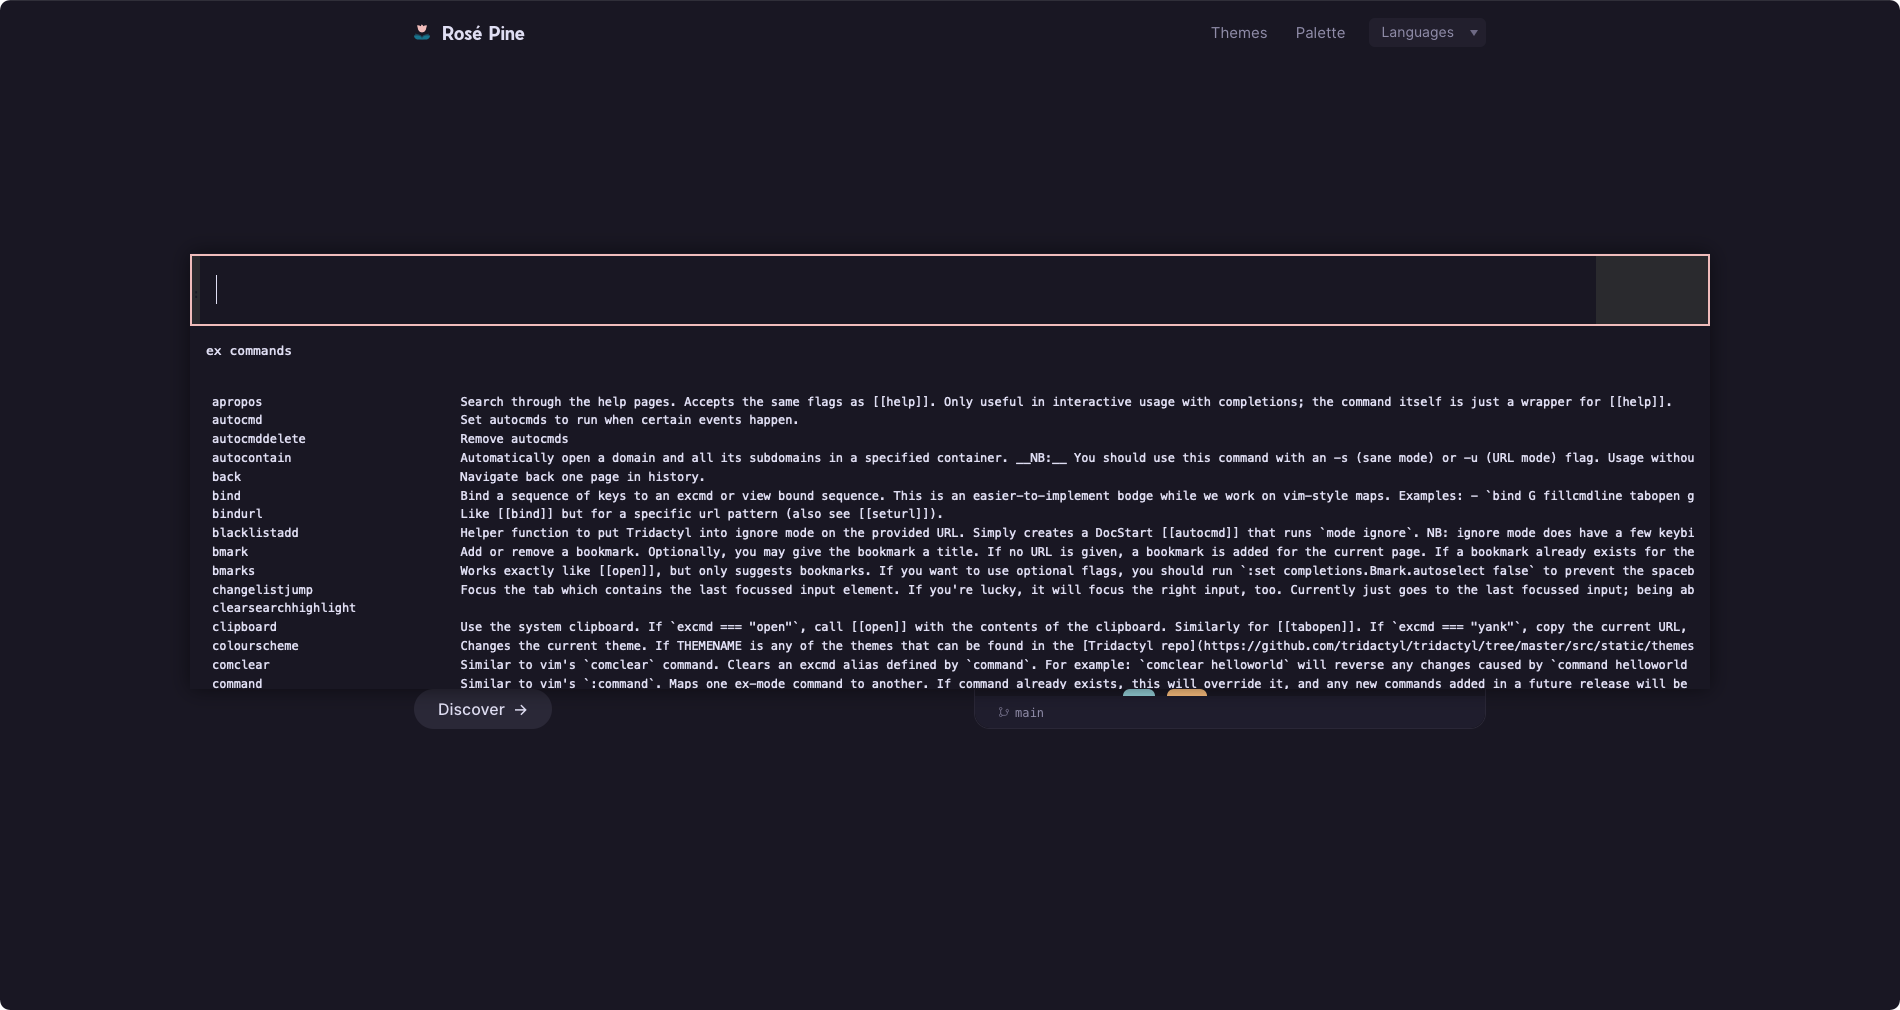 Rosé Pine
Themes Palette Languages
ex commands
apropos Search through the help pages. Accepts the same flags as [[help]]. Only useful in interactive usage with completions; the command itself is just a wrapper for [[help]].
autocmd Set autocmds to run when certain events happen.
autocmddelete Remove autocmds
autocontain Automatically open a domain and all its subdomains in a specified container. __NB:__ You should use this command with an -s (sane mode) or -u (URL mode) flag. Usage withou
back Navigate back one page in history.
bind Bind a sequence of keys to an excmd or view bound sequence. This is an easier-to-implement bodge while we work on vim-style maps. Examples: - `bind G fillcmdline tabopen g
bindurl Like [[bind]] but for a specific url pattern (also see [[seturl]]).
blacklistadd Helper function to put Tridactyl into ignore mode on the provided URL. Simply creates a DocStart [[autocmd]] that runs `mode ignore`. NB: ignore mode does have a few keybi
bmark Add or remove a bookmark. Optionally, you may give the bookmark a title. If no URL is given, a bookmark is added for the current page. If a bookmark already exists for the
bmarks Works exactly like [[open]], but only suggests bookmarks. If you want to use optional flags, you should run `:set completions.Bmark.autoselect false` to prevent the spaceb
changelistjump Focus the tab which contains the last focussed input element. If you're lucky, it will focus the right input, too. Currently just goes to the last focussed input; being ab
clearsearchhighlight
clipboard Use the system clipboard. If `excmd === "open"`, call [[open]] with the contents of the clipboard. Similarly for [[tabopen]]. If `excmd === "yank"`, copy the current URL,
colourscheme Changes the current theme. If THEMENAME is any of the themes that can be found in the [Tridactyl repo](https://github.com/tridactyl/tridactyl/tree/master/src/static/themes
comclear Similar to vim's `comclear` command. Clears an excmd alias defined by `command`. For example: `comclear helloworld` will reverse any changes caused by `command helloworld
command Similar to vim's `:command`. Maps one ex-mode command to another. If command already exists, this will override it, and any new commands added in a future release will be
Discover →
main